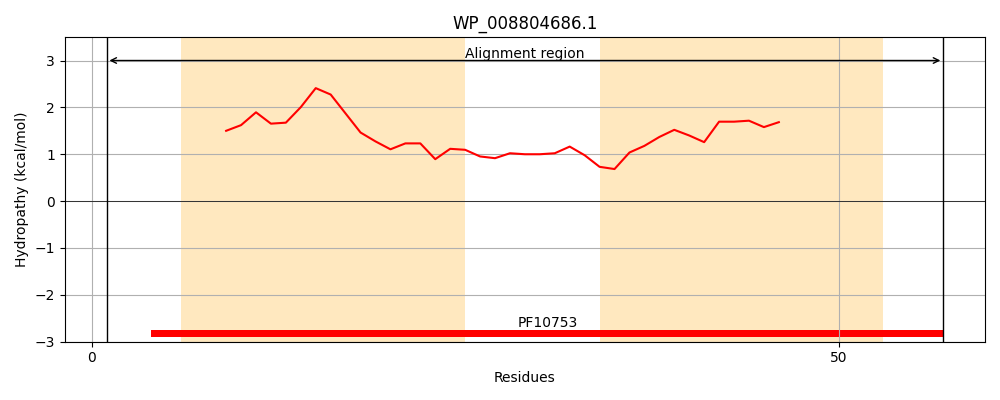 WP_008804686.1
Alignment region
3
2
1
0
−1
−2
−3
Hydropathy (kcal/mol)
PF10753
0
50
Residues